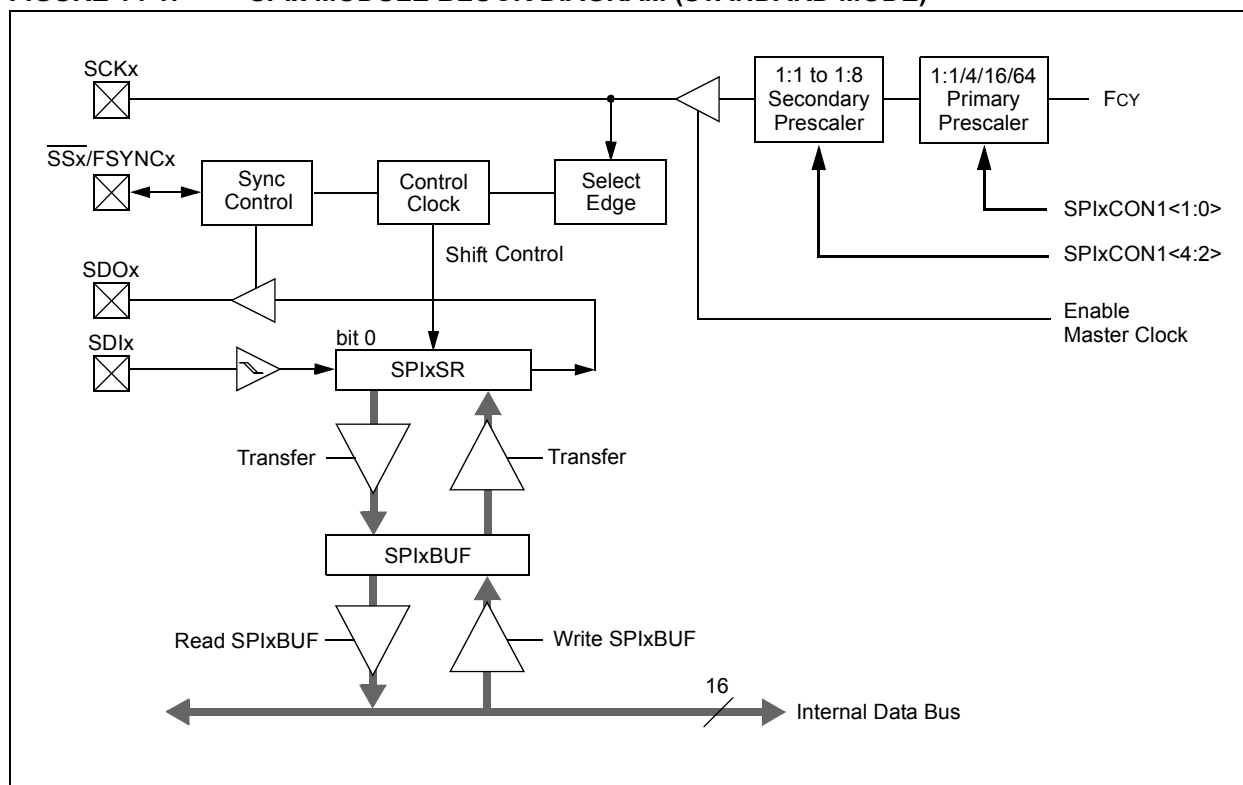 SCKx
SSx/FSYNCx
SDOx
SDIx
Sync
Control
Control
Clock
Select
Edge
1:1 to 1:8
Secondary
Prescaler
1:1/4/16/64
Primary
Prescaler
FCY
SPIxCON1<1:0>
SPIxCON1<4:2>
Enable
Master Clock
Shift Control
bit 0
SPIxSR
Transfer
Transfer
SPIxBUF
Read SPIxBUF
Write SPIxBUF
16
Internal Data Bus